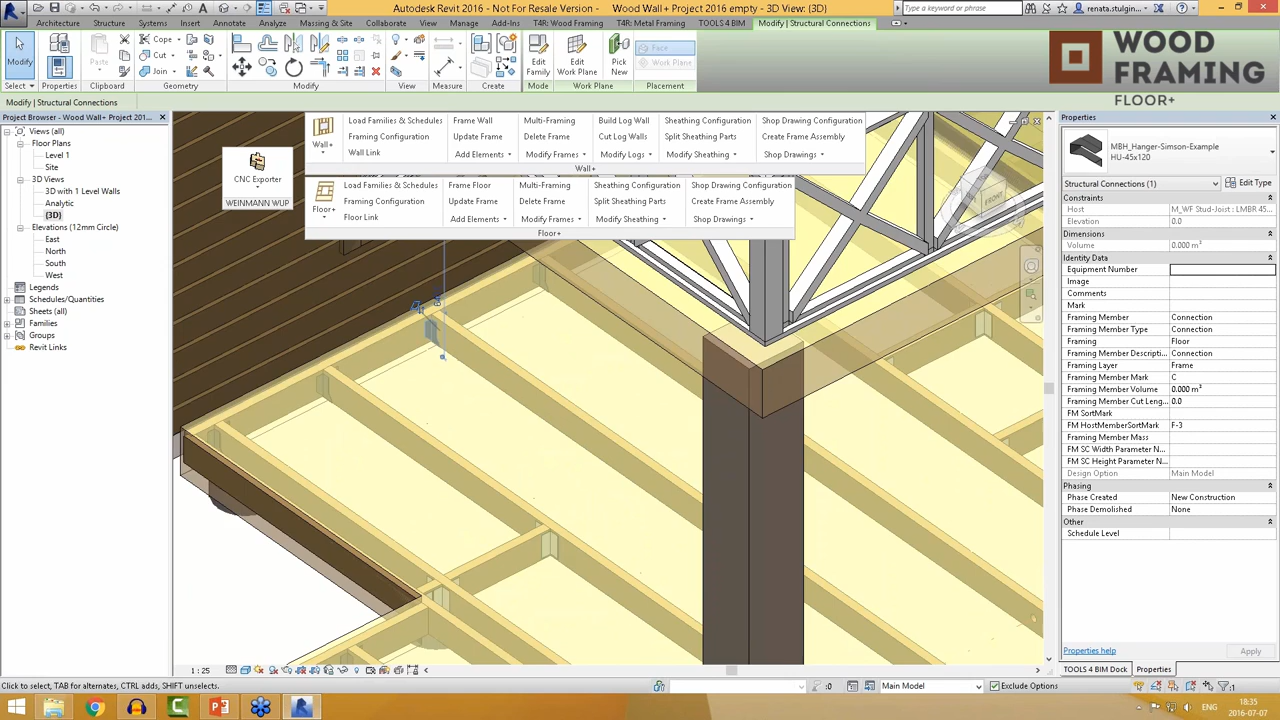 Autodesk Revit 2016 - Not For Resale Version - Wood Wall+ Project 2016 empty - 3D View: {3D}
Type a keyword or phrase
renata.stulgin...
Architecture Structure Systems Insert Annotate Analyze Massing & Site Collaborate View Manage Add-Ins T4R: Wood Framing T4R: Metal Framing TOOLS 4 BIM Modify | Structural Connections
Modify
Paste
Cope
Cut
Join
Edit Family
Edit Work Plane
Pick New
Face
Work Plane
Select Properties Clipboard Geometry Modify View Measure Create Mode Work Plane Placement
WOOD
FRAMING
FLOOR+
Modify | Structural Connections
Project Browser - Wood Wall+ Project 201...
Views (all)
Floor Plans
Level 1
Site
3D Views
3D with 1 Level Walls
Analytic
{3D}
Elevations (12mm Circle)
East
North
South
West
Legends
Schedules/Quantities
Sheets (all)
Families
Groups
Revit Links
CNC Exporter
WEINMANN WUP
Wall+
Load Families & Schedules Frame Wall Multi-Framing Build Log Wall Sheathing Configuration Shop Drawing Configuration
Framing Configuration Update Frame Delete Frame Cut Log Walls Split Sheathing Parts Create Frame Assembly
Wall Link Add Elements Modify Frames Modify Logs Modify Sheathing Shop Drawings
Wall+
Floor+
Load Families & Schedules Frame Floor Multi-Framing Sheathing Configuration Shop Drawing Configuration
Framing Configuration Update Frame Delete Frame Split Sheathing Parts Create Frame Assembly
Floor Link Add Elements Modify Frames Modify Sheathing Shop Drawings
Floor+
FRONT
Properties
MBH_Hanger-Simson-Example
HU-45x120
Structural Connections (1) Edit Type
Constraints
Host M_WF Stud-Joist : LMBR 45...
Elevation 0.0
Dimensions
Volume 0.000 m³
Identity Data
Equipment Number
Image
Comments
Mark
Framing Member Connection
Framing Member Type Connection
Framing Floor
Framing Member Descripti... Connection
Framing Layer Frame
Framing Member Mark C
Framing Member Volume 0.000 m³
Framing Member Cut Leng... 0.0
FM SortMark
FM HostMemberSortMark F-3
Framing Member Mass
FM SC Width Parameter N...
FM SC Height Parameter N...
Design Option Main Model
Phasing
Phase Created New Construction
Phase Demolished None
Other
Schedule Level
Properties help Apply
TOOLS 4 BIM Dock Properties
1 : 25
Click to select, TAB for alternates, CTRL adds, SHIFT unselects.
:0
Main Model
Exclude Options
:1
ENG
18:35
2016-07-07